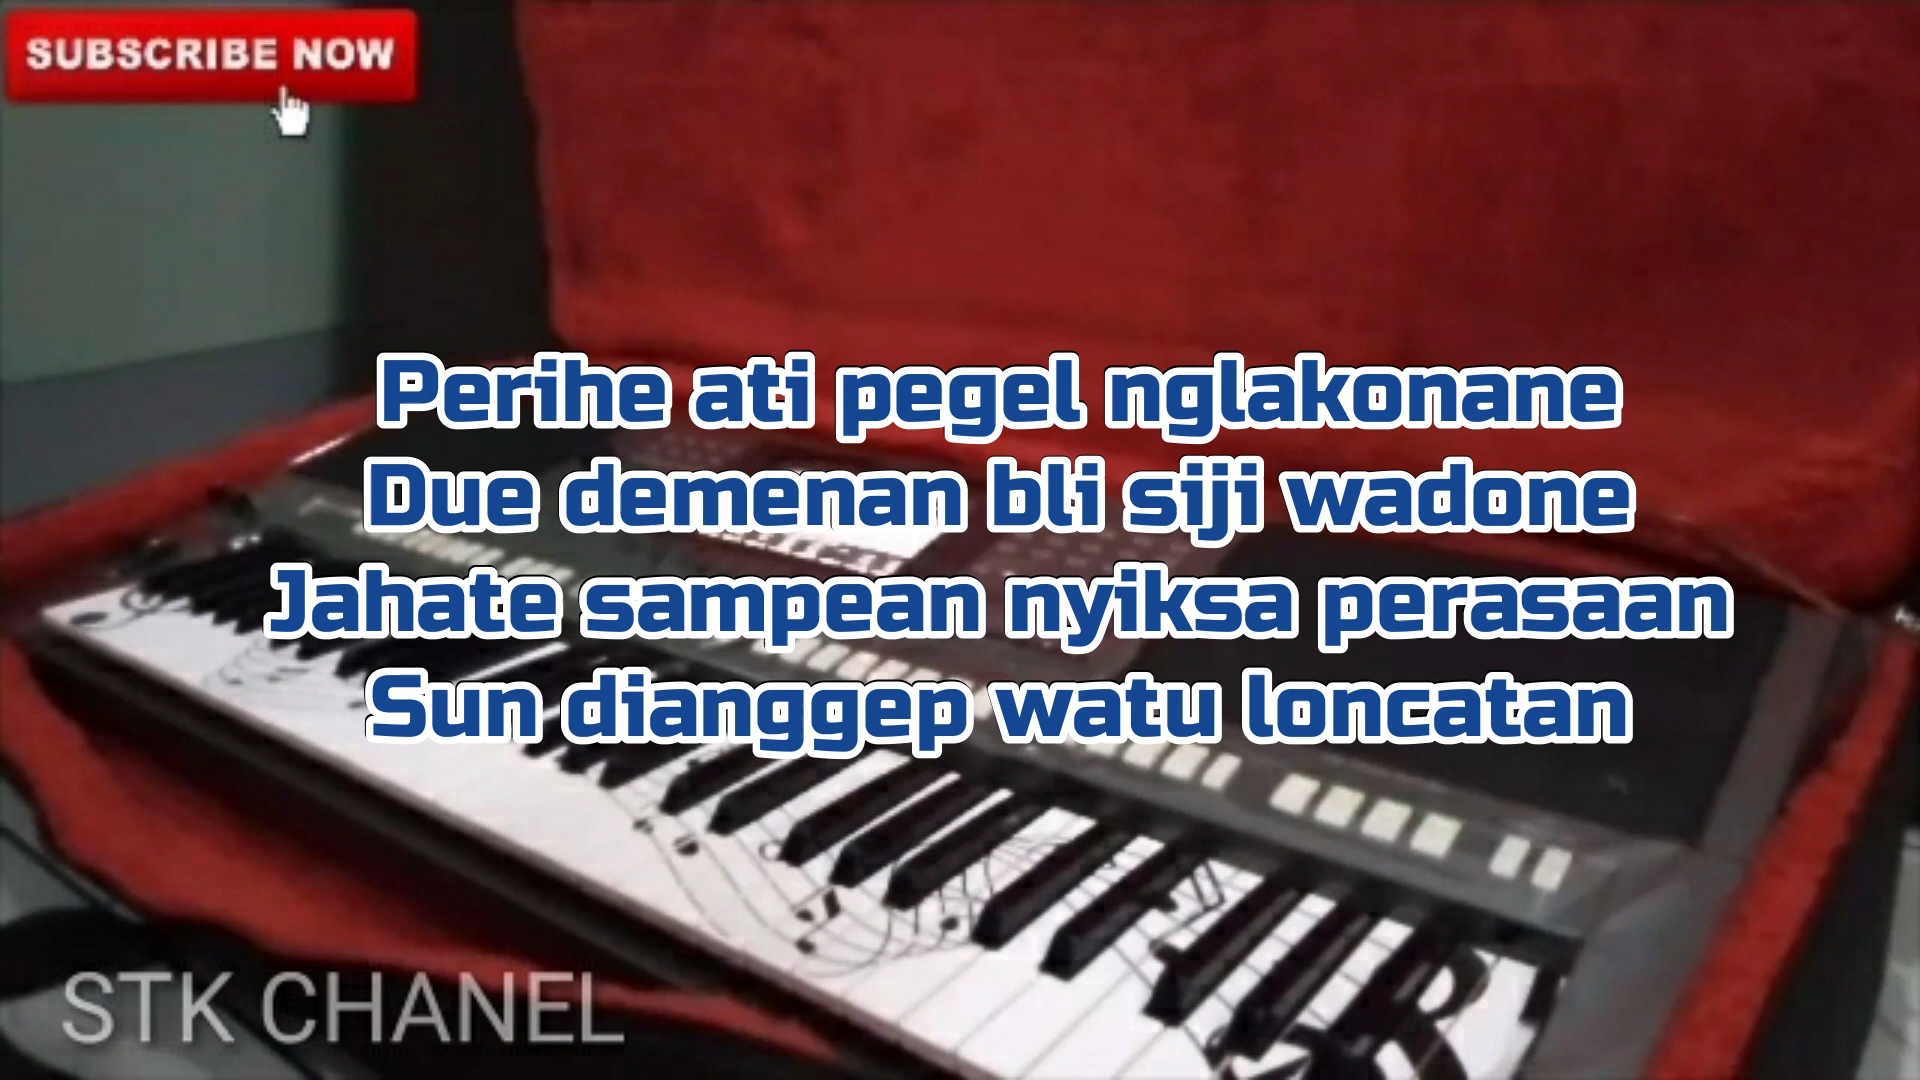 SUBSCRIBE NOW
Perihe ati pegel nglakonane
Due demenan bli siji wadone
Jahate sampean nyiksa perasaan
Sun dianggep watu loncatan
STK CHANEL